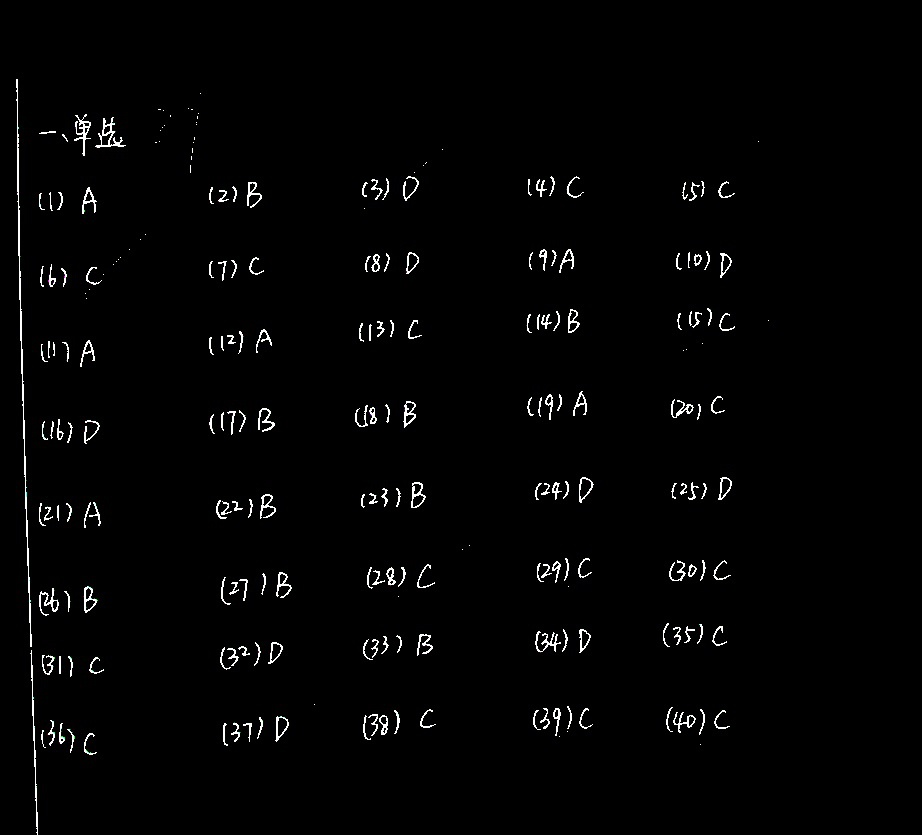 一、单选
(1) A (2) B (3) D (4) C (5) C
(6) C (7) C (8) D (9) A (10) D
(11) A (12) A (13) C (14) B (15) C
(16) D (17) B (18) B (19) A (20) C
(21) A (22) B (23) B (24) D (25) D
(26) B (27) B (28) C (29) C (30) C
(31) C (32) D (33) B (34) D (35) C
(36) C (37) D (38) C (39) C (40) C